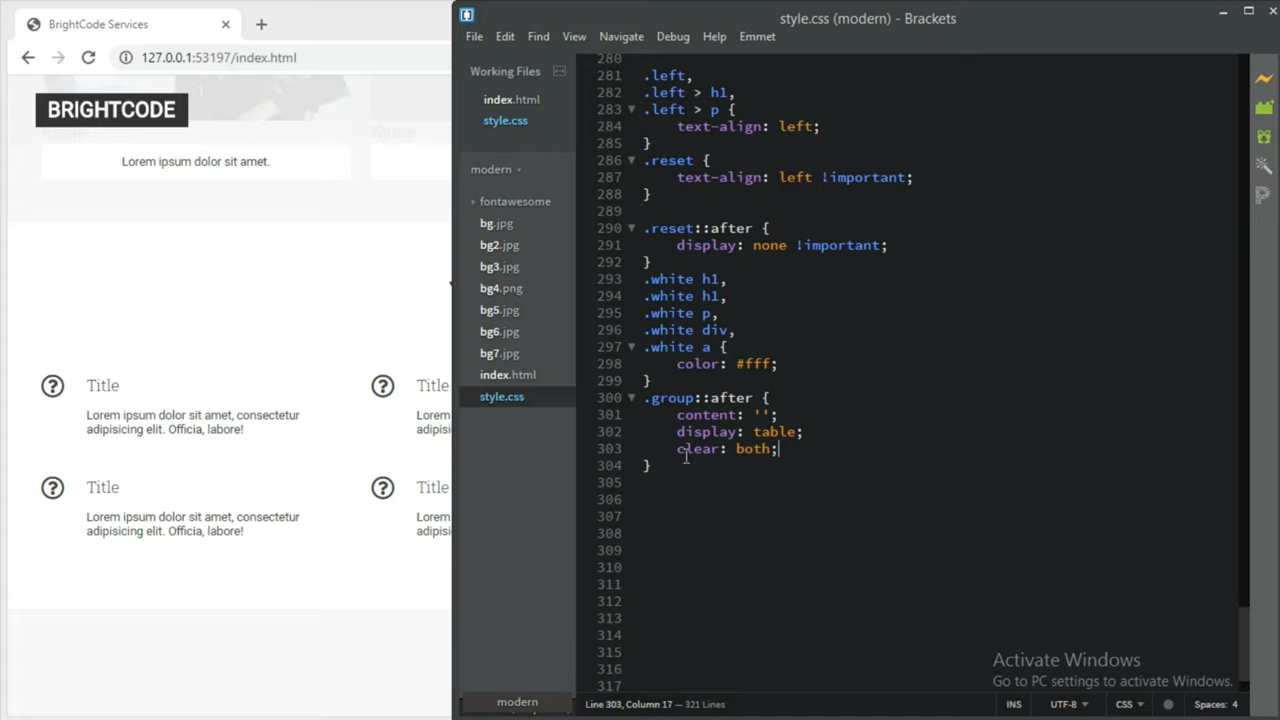 BrightCode Services
127.0.0.1:53197/index.html
BRIGHTCODE
Name
Lorem ipsum dolor sit amet.
Title
Lorem ipsum dolor sit amet, consectetur
adipisicing elit. Officia, labore!
Title
Lorem
adipisi
Title
Lorem ipsum dolor sit amet, consectetur
adipisicing elit. Officia, labore!
Title
Lorem
adipisi
style.css (modern) - Brackets
File Edit Find View Navigate Debug Help Emmet
Working Files
index.html
style.css
modern
fontawesome
bg.jpg
bg2.jpg
bg3.jpg
bg4.png
bg5.jpg
bg6.jpg
bg7.jpg
index.html
style.css
modern
280
281 .left,
282 .left > h1,
283 .left > p {
284 text-align: left;
285 }
286 .reset {
287 text-align: left !important;
288 }
289
290 .reset::after {
291 display: none !important;
292 }
293 .white h1,
294 .white h1,
295 .white p,
296 .white div,
297 .white a {
298 color: #fff;
299 }
300 .group::after {
301 content: '';
302 display: table;
303 clear: both;
304 }
305
306
307
308
309
310
311
312
313
314
315
316
317
Activate Windows
Go to PC settings to activate Windows.
Line 303, Column 17 — 321 Lines
INS UTF-8 CSS Spaces: 4